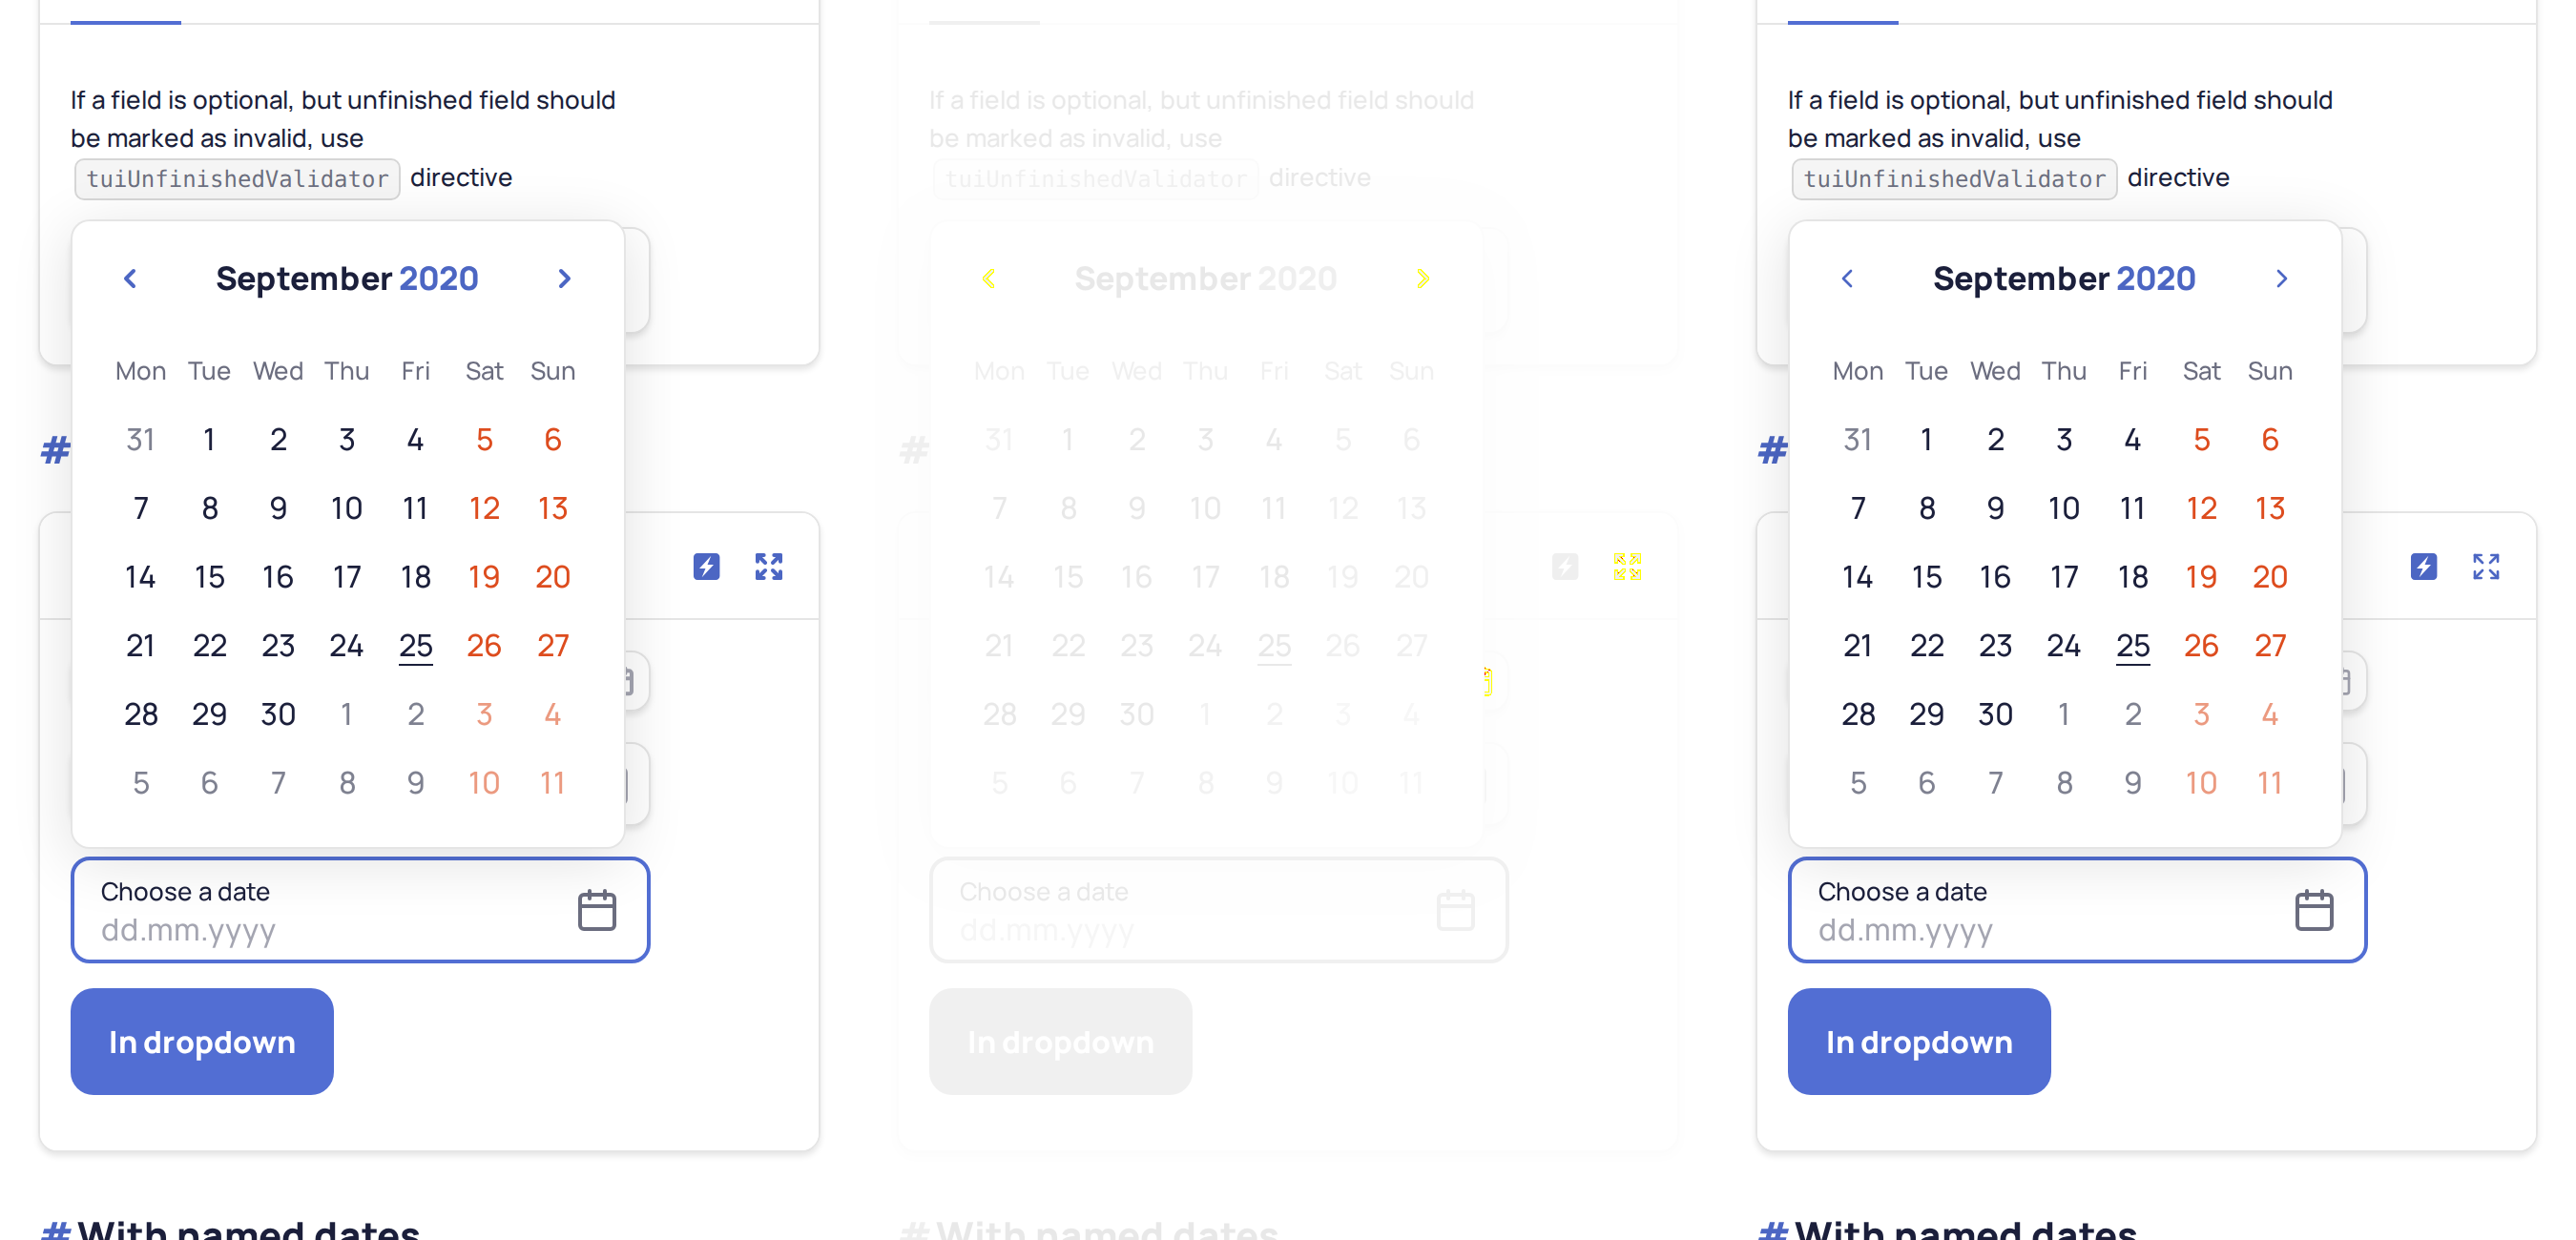 If a field is optional, but unfinished field should
be marked as invalid, use
tuiUnfinishedValidator directive
September 2020
Mon Tue Wed Thu Fri Sat Sun
31 1 2 3 4 5 6
7 8 9 10 11 12 13
14 15 16 17 18 19 20
21 22 23 24 25 26 27
28 29 30 1 2 3 4
5 6 7 8 9 10 11
#
Choose a date
dd.mm.yyyy
In dropdown
# With named dates
If a field is optional, but unfinished field should
be marked as invalid, use
tuiUnfinishedValidator directive
September 2020
Mon Tue Wed Thu Fri Sat Sun
31 1 2 3 4 5 6
7 8 9 10 11 12 13
14 15 16 17 18 19 20
21 22 23 24 25 26 27
28 29 30 1 2 3 4
5 6 7 8 9 10 11
#
Choose a date
dd.mm.yyyy
In dropdown
# With named dates
If a field is optional, but unfinished field should
be marked as invalid, use
tuiUnfinishedValidator directive
September 2020
Mon Tue Wed Thu Fri Sat Sun
31 1 2 3 4 5 6
7 8 9 10 11 12 13
14 15 16 17 18 19 20
21 22 23 24 25 26 27
28 29 30 1 2 3 4
5 6 7 8 9 10 11
#
Choose a date
dd.mm.yyyy
In dropdown
# With named dates